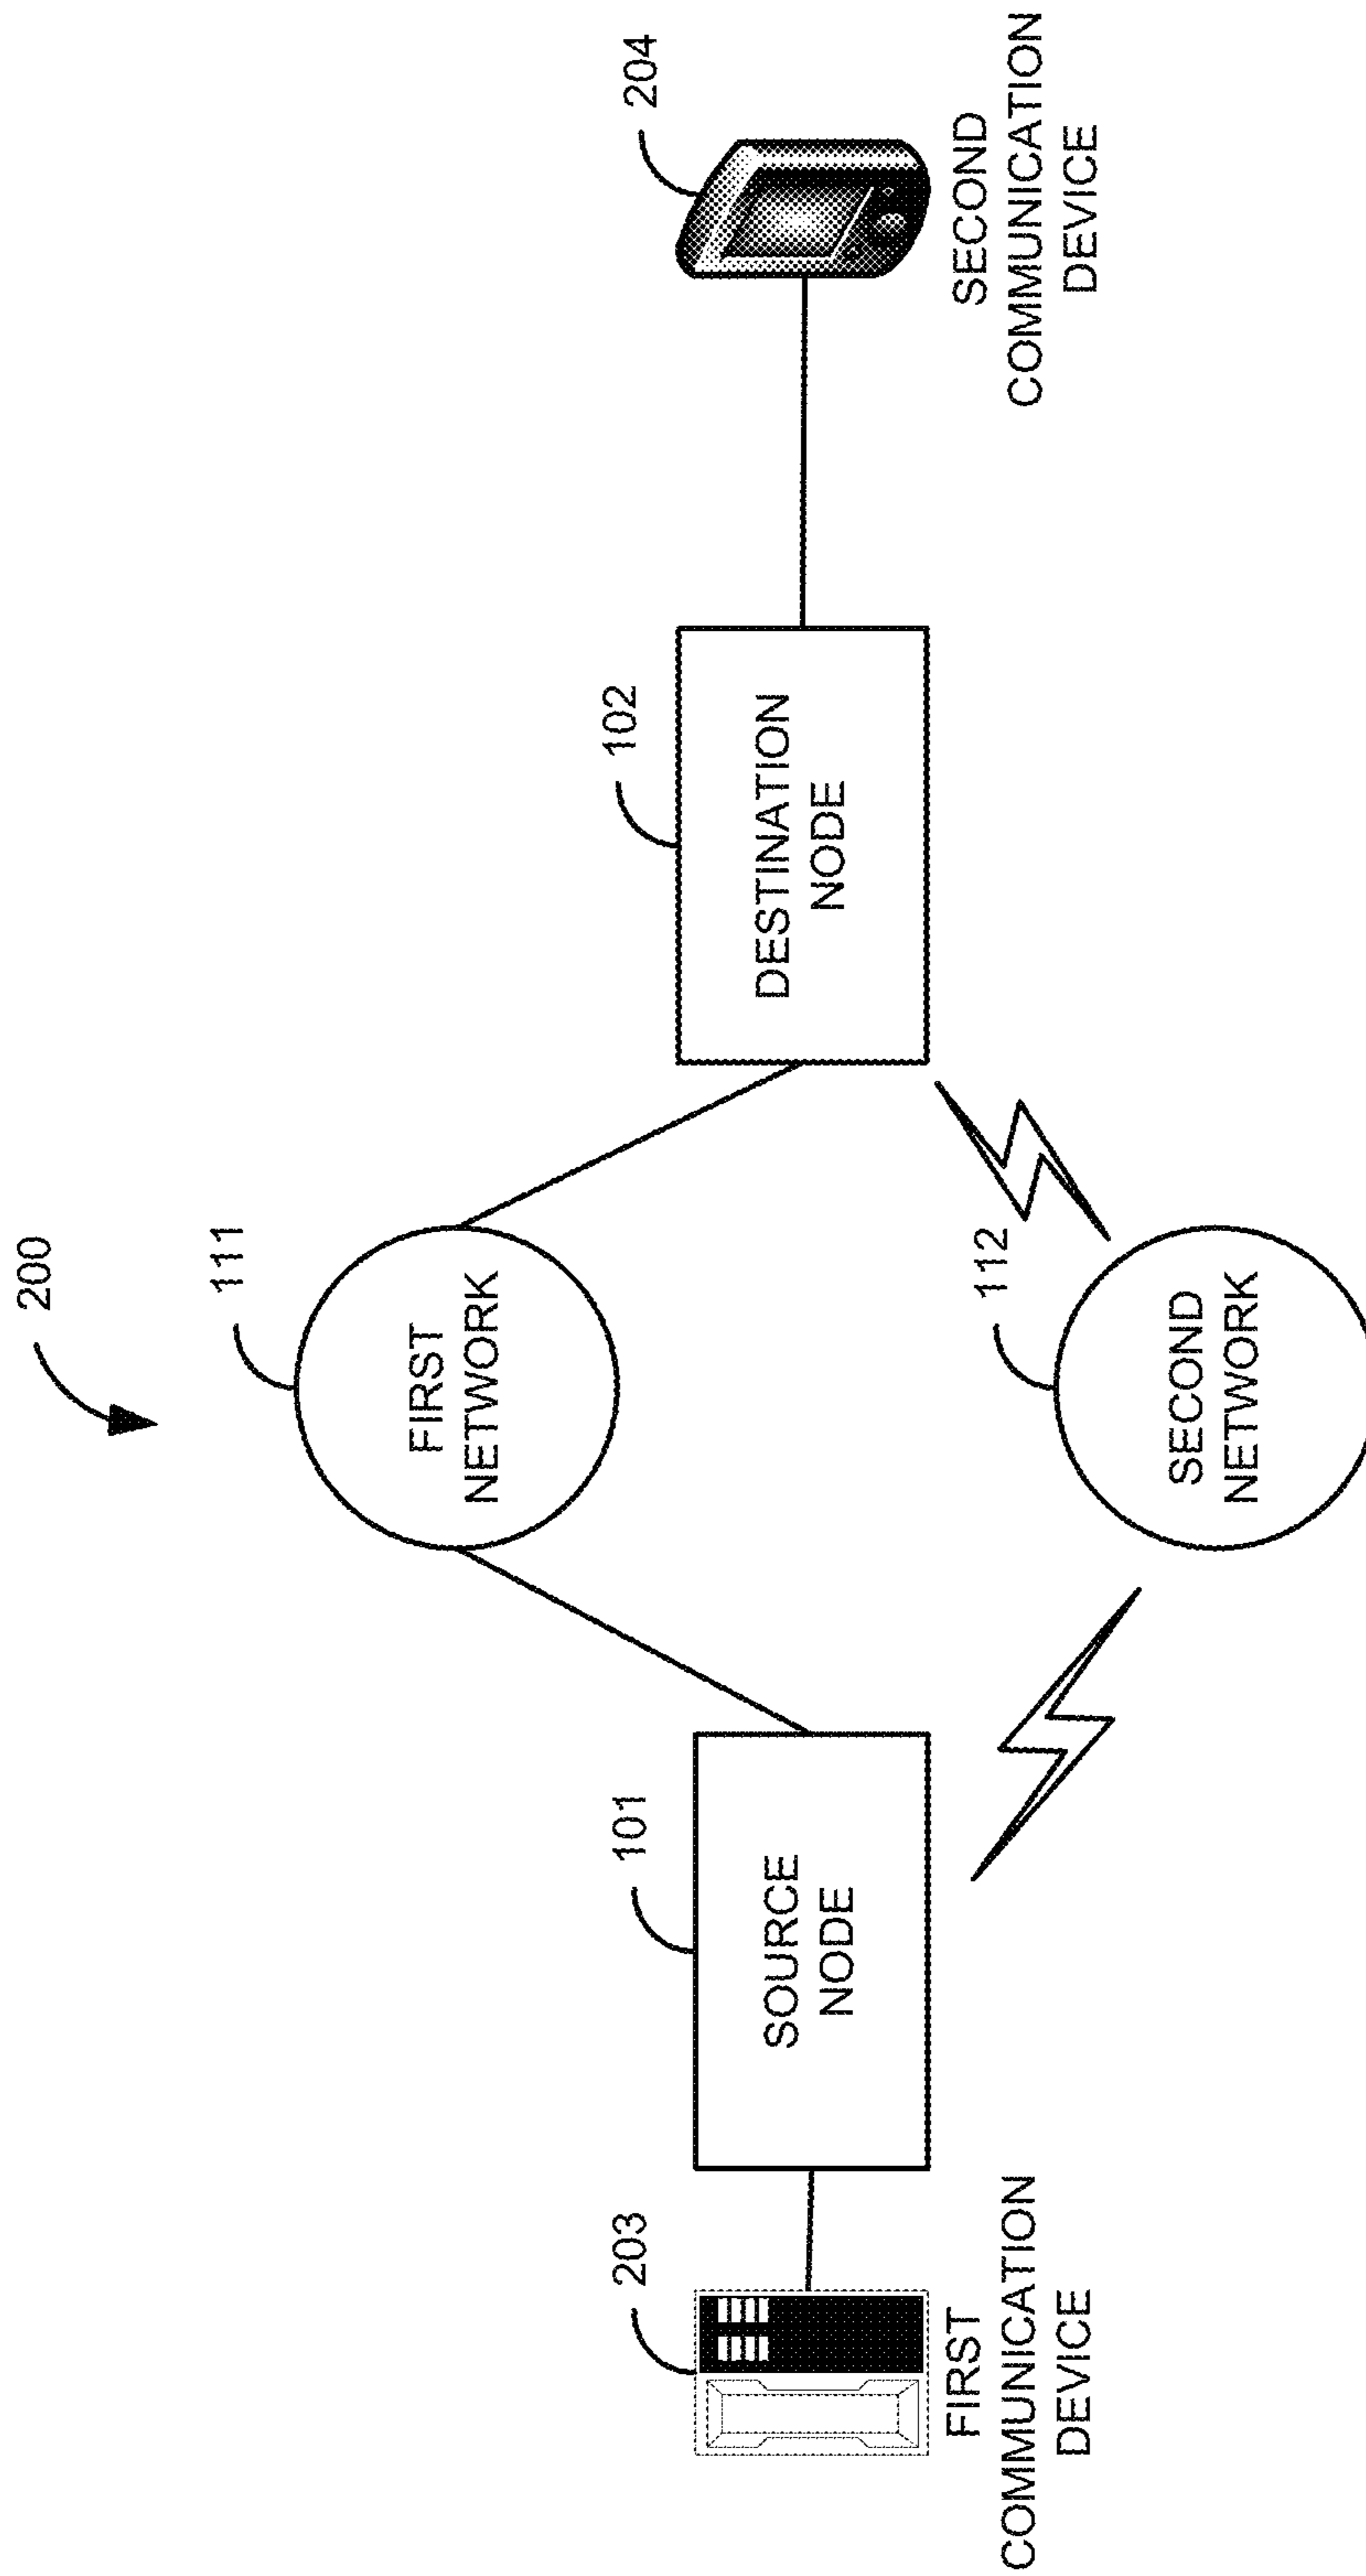 200
111
FIRST
NETWORK
203
101
102
204
SOURCE
NODE
DESTINATION
NODE
FIRST
COMMUNICATION
DEVICE
SECOND
COMMUNICATION
DEVICE
112
SECOND
NETWORK